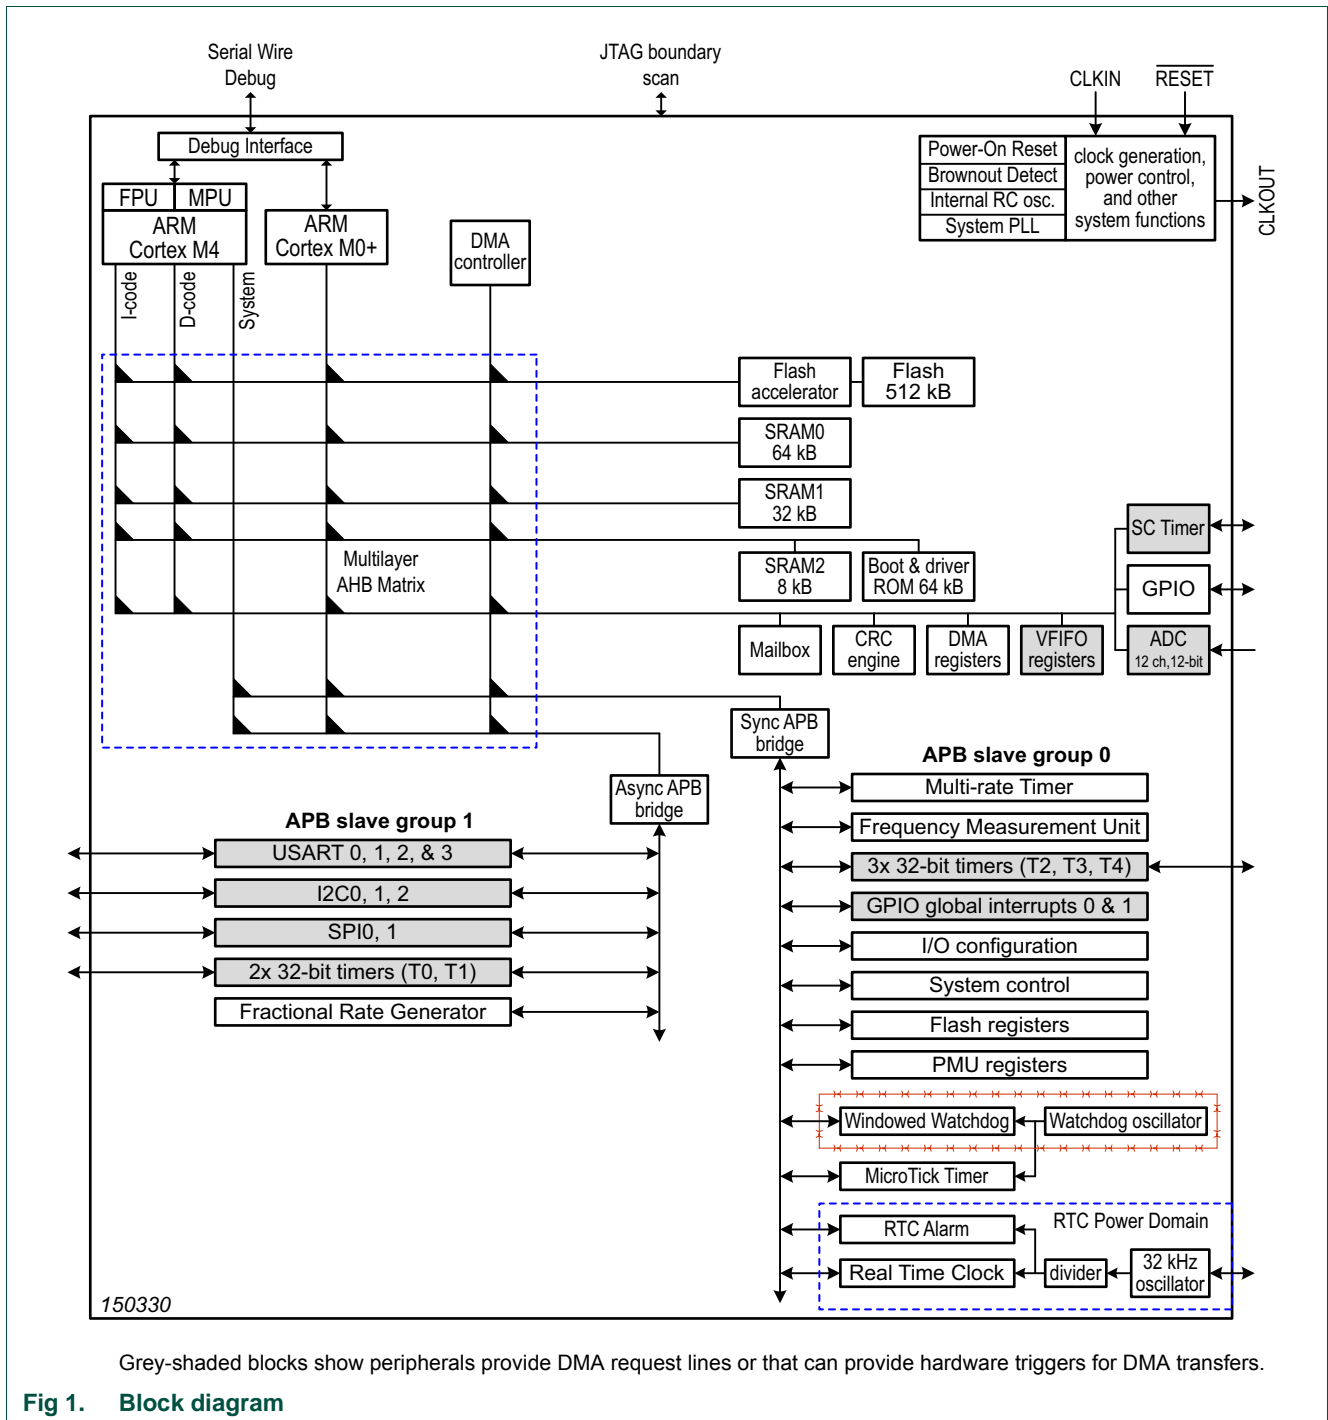 Serial Wire
Debug
JTAG boundary
scan
CLKIN
RESET
Debug Interface
FPU
MPU
ARM
Cortex M4
ARM
Cortex M0+
DMA
controller
Power-On Reset
Brownout Detect
Internal RC osc.
System PLL
clock generation,
power control,
and other
system functions
CLKOUT
I-code
D-code
System
Flash
accelerator
Flash
512 kB
SRAM0
64 kB
SRAM1
32 kB
Multilayer
AHB Matrix
SRAM2
8 kB
Boot & driver
ROM 64 kB
SC Timer
GPIO
ADC
12 ch,12-bit
Mailbox
CRC
engine
DMA
registers
VFIFO
registers
Sync APB
bridge
Async APB
bridge
APB slave group 1
USART 0, 1, 2, & 3
I2C0, 1, 2
SPI0, 1
2x 32-bit timers (T0, T1)
Fractional Rate Generator
APB slave group 0
Multi-rate Timer
Frequency Measurement Unit
3x 32-bit timers (T2, T3, T4)
GPIO global interrupts 0 & 1
I/O configuration
System control
Flash registers
PMU registers
Windowed Watchdog
Watchdog oscillator
MicroTick Timer
RTC Power Domain
RTC Alarm
Real Time Clock
divider
32 kHz
oscillator
150330
Grey-shaded blocks show peripherals provide DMA request lines or that can provide hardware triggers for DMA transfers.
Fig 1. Block diagram